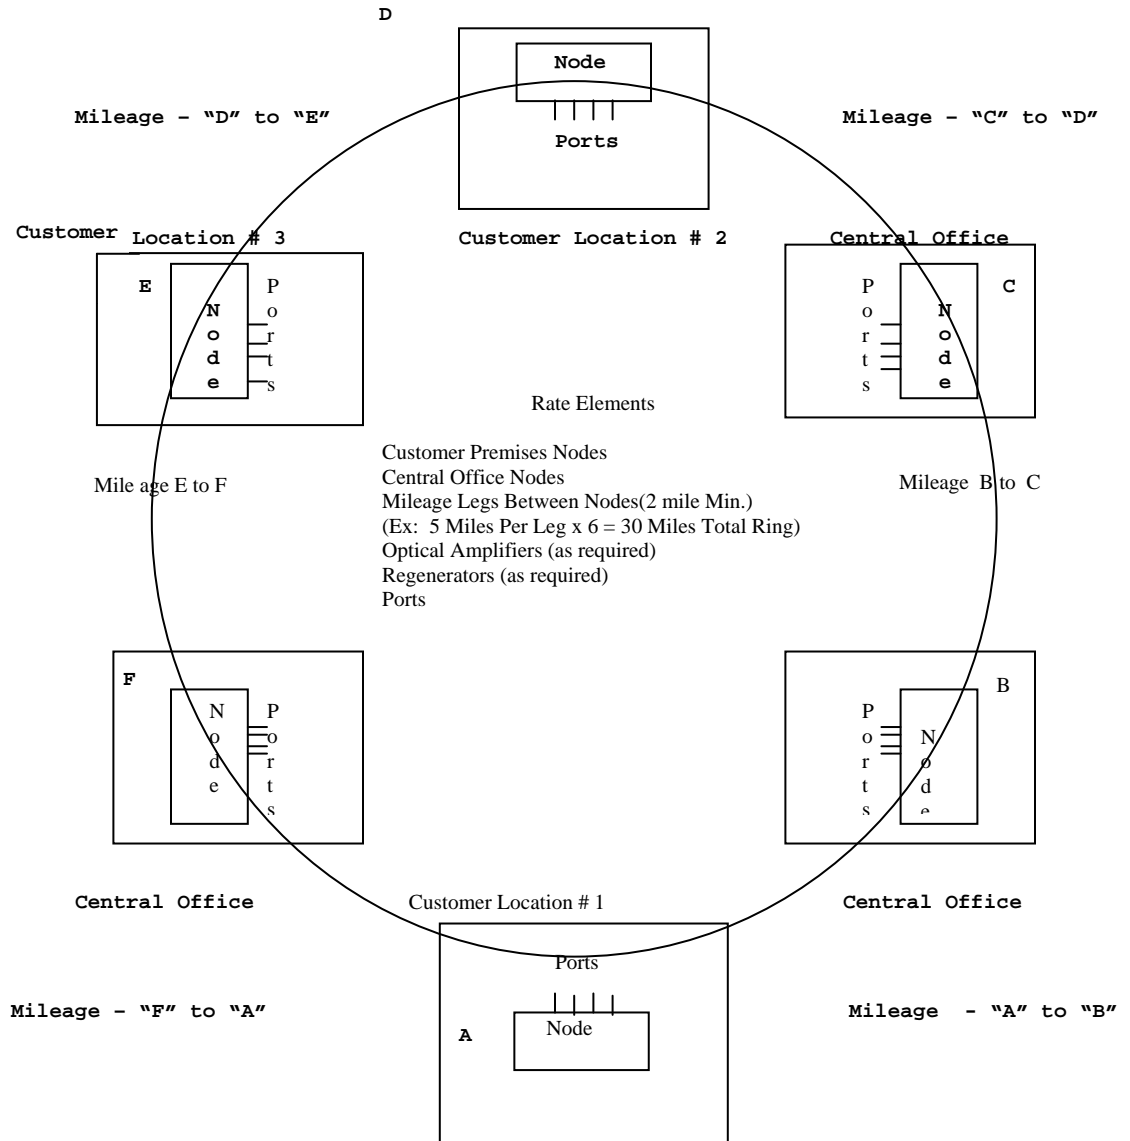 D
Node
Mileage – “D” to “E”
Mileage – “C” to “D”
Ports
Customer Location # 3
Customer Location # 2
Central Office
E
Node
Ports
Ports
Node
C
Rate Elements
Customer Premises Nodes
Central Office Nodes
Mileage Legs Between Nodes(2 mile Min.)
(Ex: 5 Miles Per Leg x 6 = 30 Miles Total Ring)
Optical Amplifiers (as required)
Regenerators (as required)
Ports
Mile age E to F
Mileage B to C
F
Node
Ports
Ports
Node
B
Central Office
Customer Location # 1
Central Office
Ports
Mileage – “F” to “A”
Mileage - “A” to “B”
A
Node